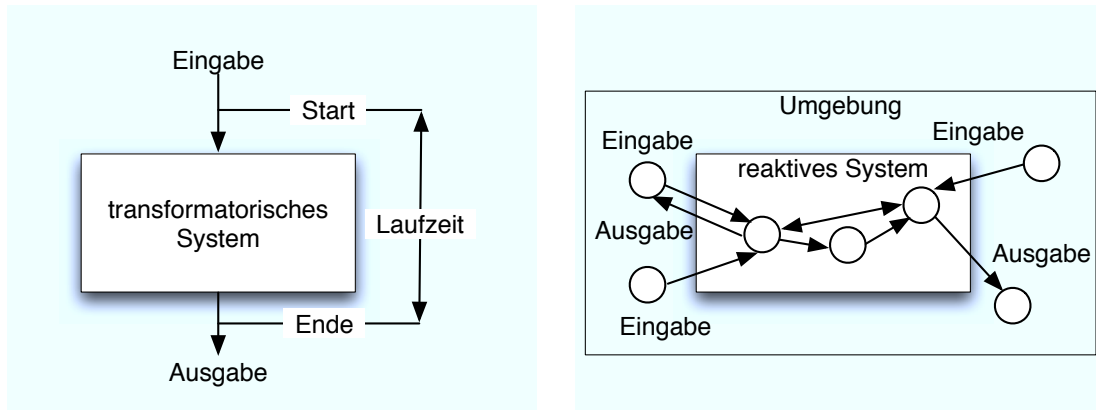 Eingabe
Start
transformatorisches
System
Laufzeit
Ende
Ausgabe
Umgebung
Eingabe
Eingabe
reaktives System
Ausgabe
Ausgabe
Eingabe